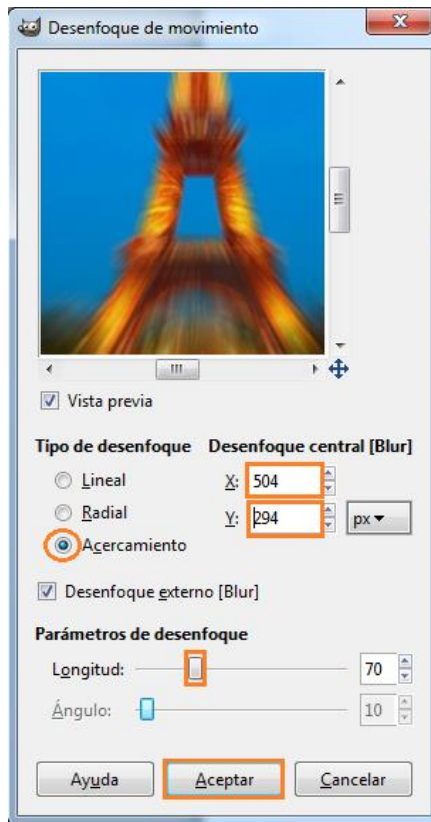 Desenfoque de movimiento
Vista previa
Tipo de desenfoque Desenfoque central [Blur]
Lineal X: 504
Radial Y: 294 px
Acercamiento
Desenfoque externo [Blur]
Parámetros de desenfoque
Longitud: 70
Ángulo: 10
Ayuda Aceptar Cancelar